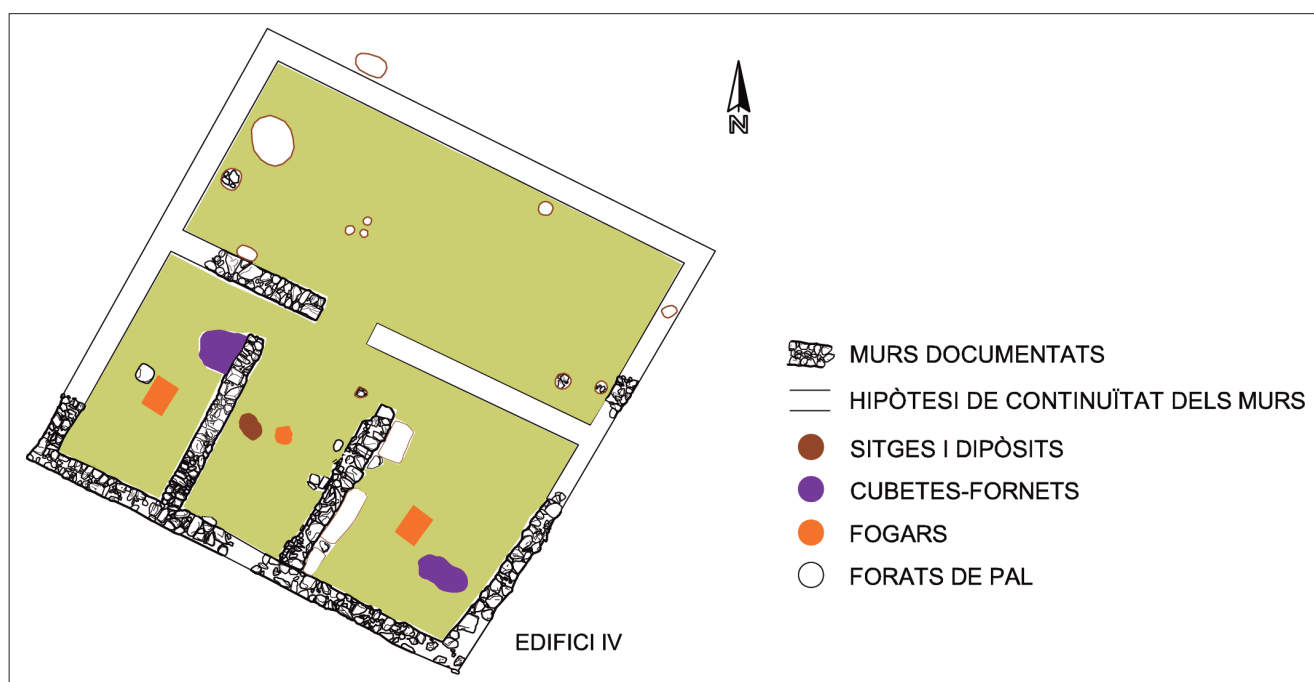 N
MURS DOCUMENTATS
HIPÒTESI DE CONTINUÏTAT DELS MURS
SITGES I DIPÒSITS
CUBETES-FORNETS
FOGARS
FORATS DE PAL
EDIFICI IV